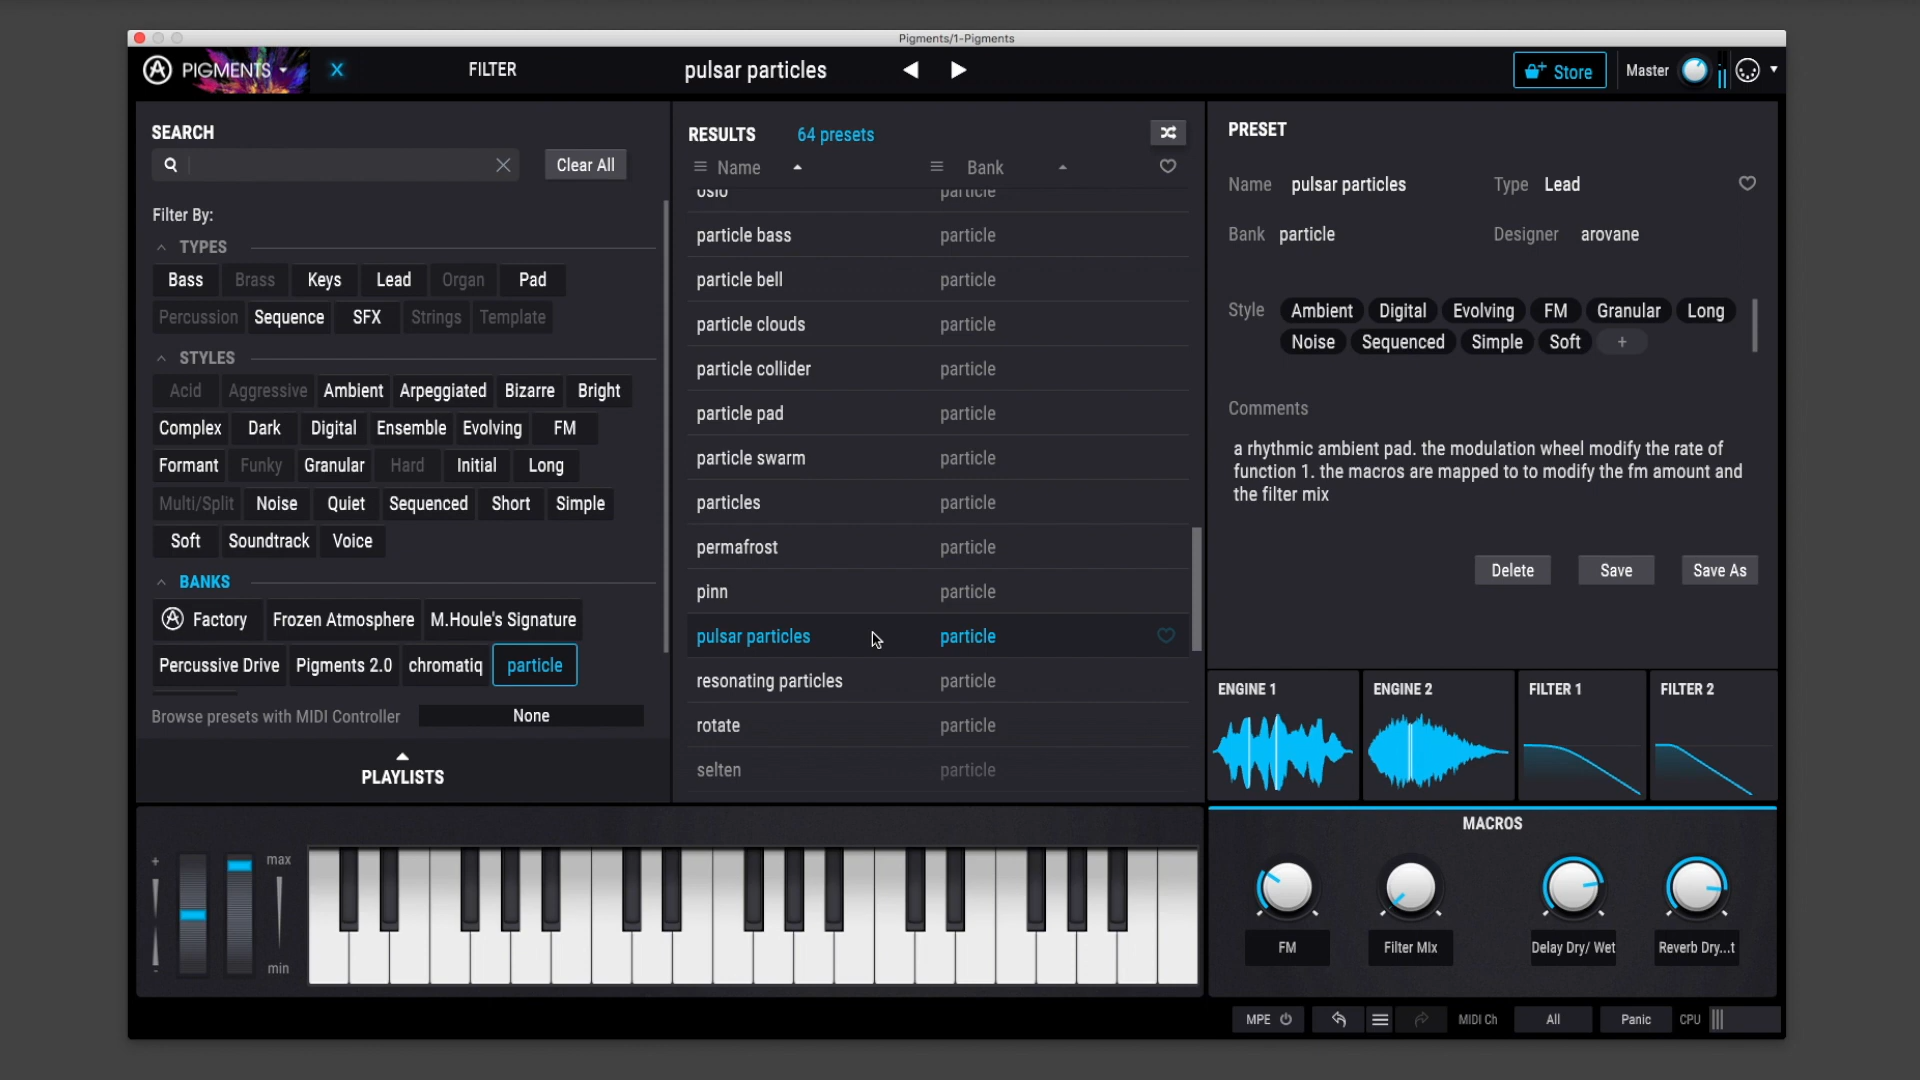 Pigments/1-Pigments
PIGMENTS
X
FILTER
pulsar particles
Store
Master
SEARCH
Clear All
Filter By:
TYPES
Bass Brass Keys Lead Organ Pad
Percussion Sequence SFX Strings Template
STYLES
Acid Aggressive Ambient Arpeggiated Bizarre Bright
Complex Dark Digital Ensemble Evolving FM
Formant Funky Granular Hard Initial Long
Multi/Split Noise Quiet Sequenced Short Simple
Soft Soundtrack Voice
BANKS
Factory Frozen Atmosphere M.Houle's Signature
Percussive Drive Pigments 2.0 chromatiq particle
Browse presets with MIDI Controller None
PLAYLISTS
RESULTS 64 presets
Name Bank
oslo particle
particle bass particle
particle bell particle
particle clouds particle
particle collider particle
particle pad particle
particle swarm particle
particles particle
permafrost particle
pinn particle
pulsar particles particle
resonating particles particle
rotate particle
selten particle
PRESET
Name pulsar particles Type Lead
Bank particle Designer arovane
Style Ambient Digital Evolving FM Granular Long
Noise Sequenced Simple Soft +
Comments
a rhythmic ambient pad. the modulation wheel modify the rate of
function 1. the macros are mapped to to modify the fm amount and
the filter mix
Delete Save Save As
ENGINE 1 ENGINE 2 FILTER 1 FILTER 2
MACROS
FM Filter MIx Delay Dry/ Wet Reverb Dry...t
+ max
- min
MPE MIDI Ch All Panic CPU